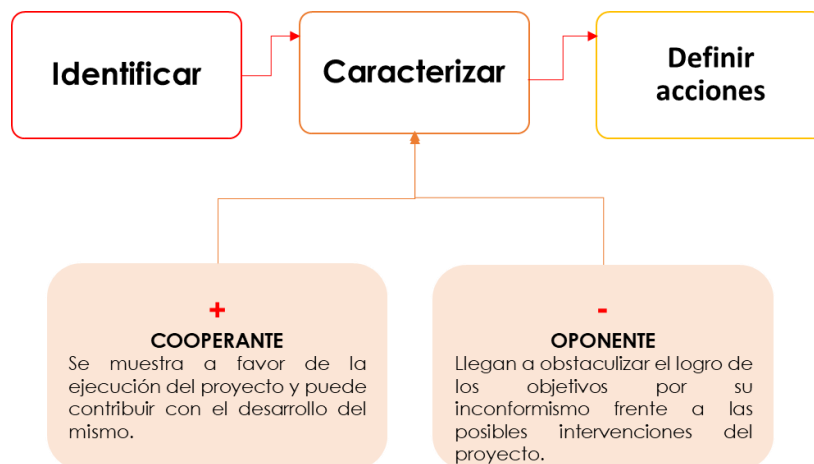 Identificar
Caracterizar
Definir
acciones
+
COOPERANTE
Se muestra a favor de la
ejecución del proyecto y puede
contribuir con el desarrollo del
mismo.
-
OPONENTE
Llegan a obstaculizar el logro de
los objetivos por su
inconformismo frente a las
posibles intervenciones del
proyecto.